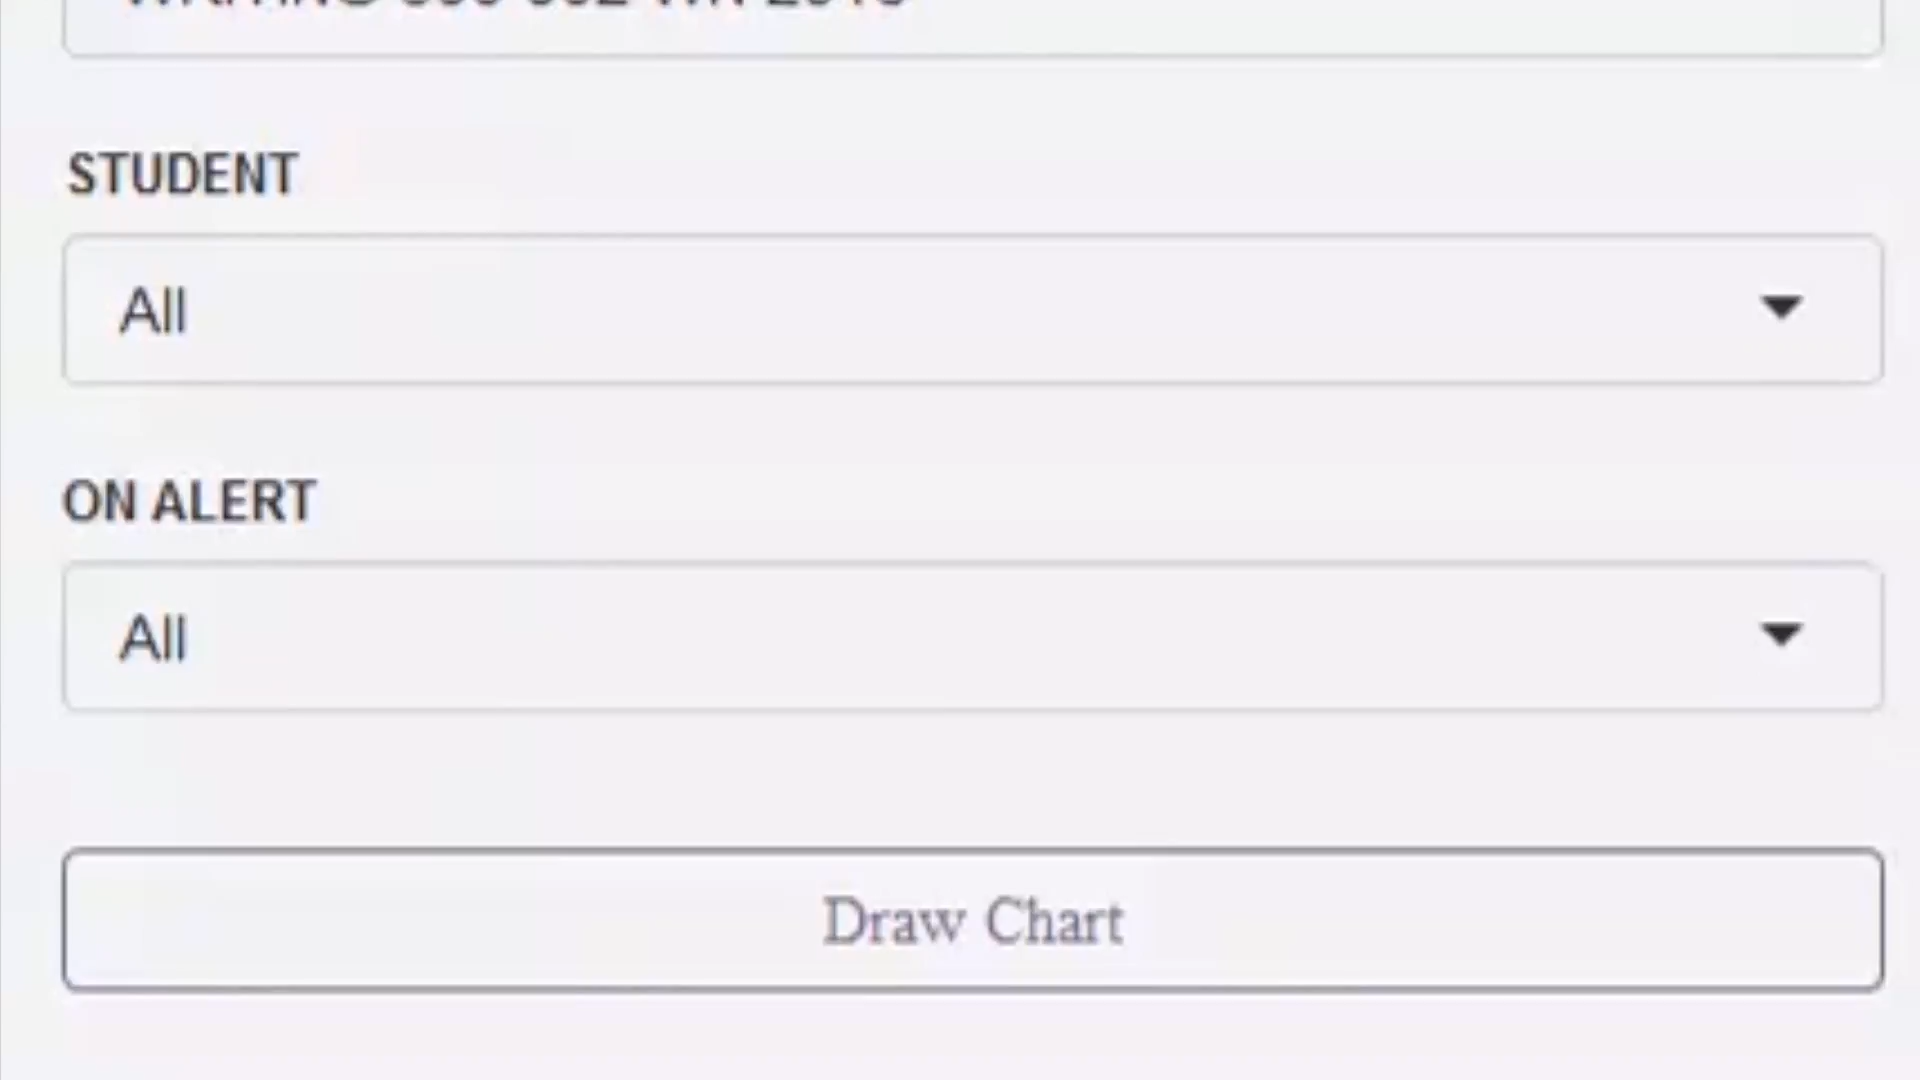 STUDENT
All
ON ALERT
All
Draw Chart